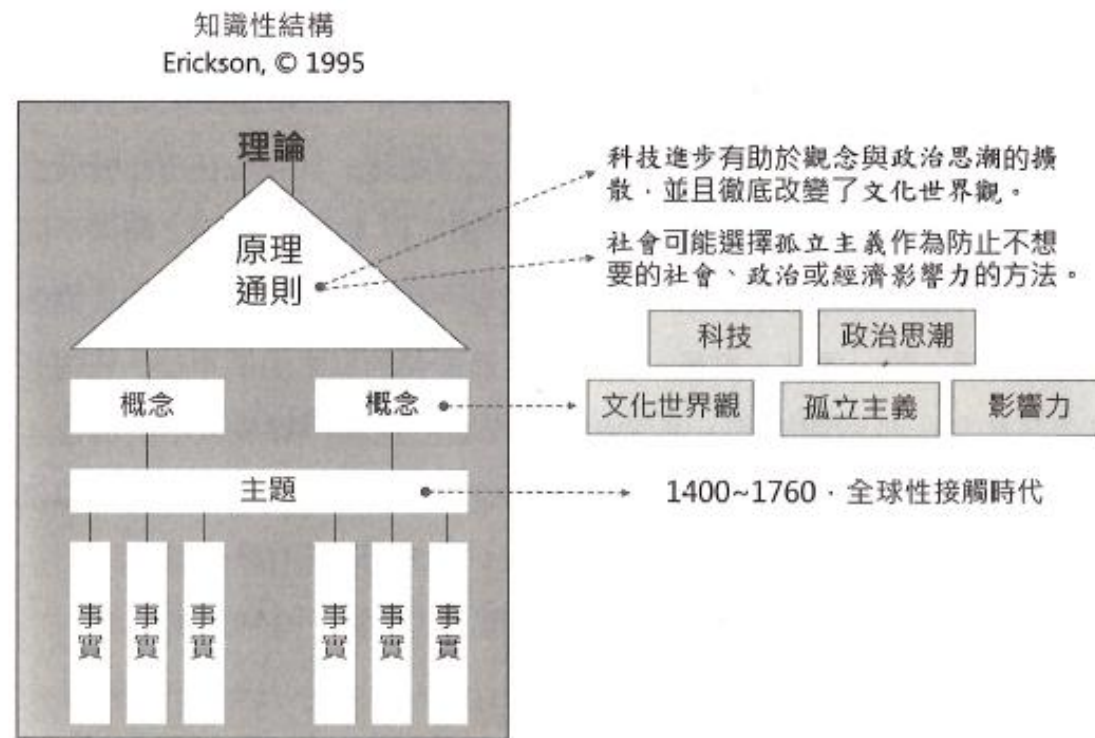 知識性結構
Erickson, © 1995
理論
原理
通則
科技進步有助於觀念與政治思潮的擴
散，並且徹底改變了文化世界觀。
社會可能選擇孤立主義作為防止不想
要的社會、政治或經濟影響力的方法。
科技 政治思潮
概念 概念 文化世界觀 孤立主義 影響力
主題 1400~1760，全球性接觸時代
事實 事實 事實 事實 事實 事實